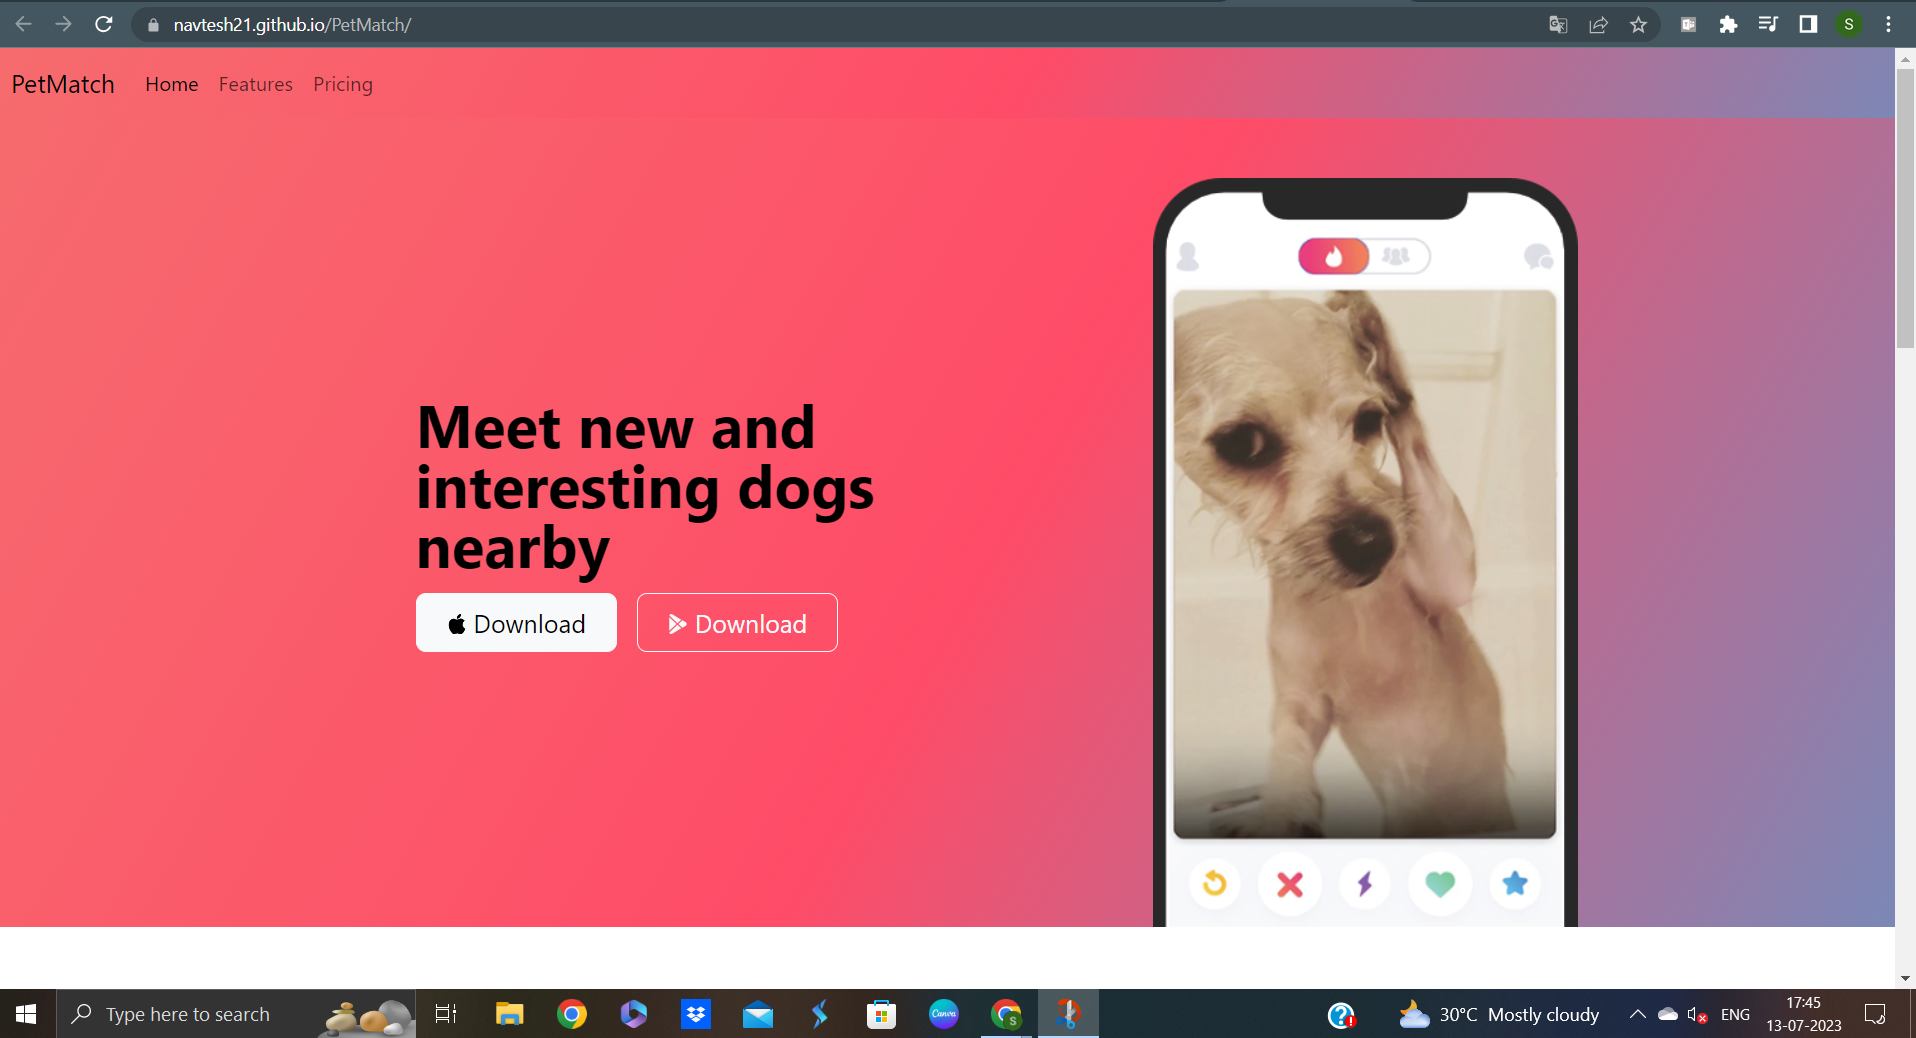 navtesh21.github.io/PetMatch/
S
PetMatch Home Features Pricing
Meet new and
interesting dogs
nearby
Download Download
Type here to search
Canva
S
30°C Mostly cloudy
ENG
17:45
13-07-2023